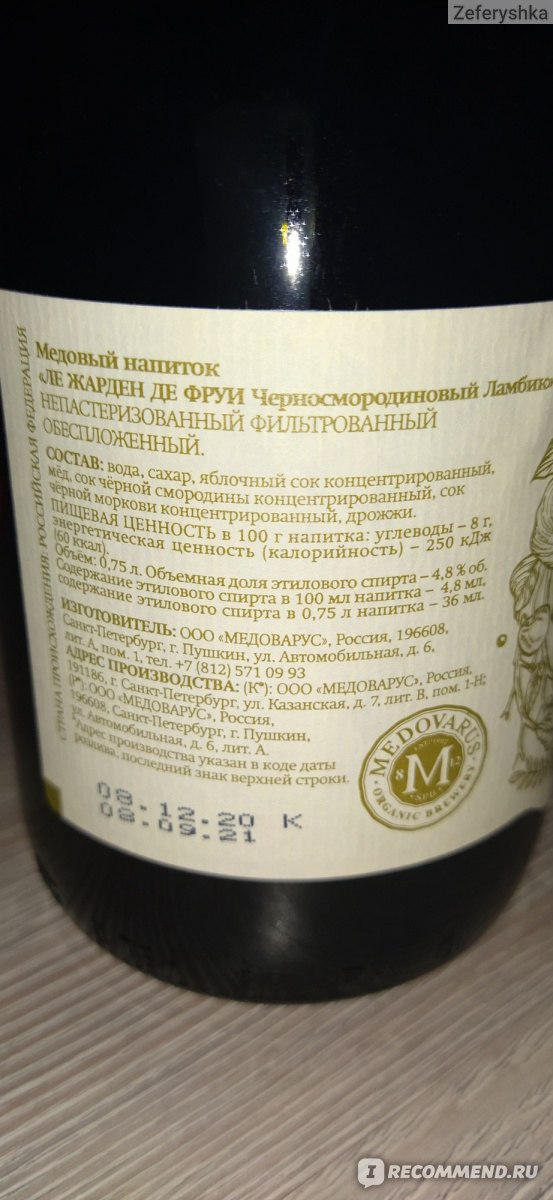 Zeferyshka
СТРАНА ПРОИСХОЖДЕНИЯ: РОССИЙСКАЯ ФЕДЕРАЦИЯ
Медовый напиток
«ЛЕ ЖАРДЕН ДЕ ФРУИ Черносмородиновый Ламбик»
НЕПАСТЕРИЗОВАННЫЙ ФИЛЬТРОВАННЫЙ
ОБЕСПЛОЖЕННЫЙ.
СОСТАВ: вода, сахар, яблочный сок концентрированный,
мёд, сок чёрной смородины концентрированный, сок
чёрной моркови концентрированный, дрожжи.
ПИЩЕВАЯ ЦЕННОСТЬ в 100 г напитка: углеводы – 8 г,
энергетическая ценность (калорийность) – 250 кДж
(60 ккал).
Объём: 0,75 л. Объемная доля этилового спирта – 4,8 % об.
Содержание этилового спирта в 100 мл напитка – 4,8 мл,
содержание этилового спирта в 0,75 л напитка – 36 мл.
ИЗГОТОВИТЕЛЬ: ООО «МЕДОВАРУС», Россия, 196608,
Санкт-Петербург, г. Пушкин, ул. Автомобильная, д. 6,
лит. А, пом. 1, тел. +7 (812) 571 09 93
АДРЕС ПРОИЗВОДСТВА: (К*): ООО «МЕДОВАРУС», Россия,
191186, г. Санкт-Петербург, ул. Казанская, д. 7, лит. В, пом. 1-Н;
(Р*): ООО «МЕДОВАРУС», Россия,
196608, Санкт-Петербург, г. Пушкин,
ул. Автомобильная, д. 6, лит. А.
*Адрес производства указан в коде даты
розлива, последний знак верхней строки.
MEDOVARUS
8 M 12
S.P.B.
ORGANIC BREWERY
08.12.20 К
08.09.21
IRECOMMEND.RU